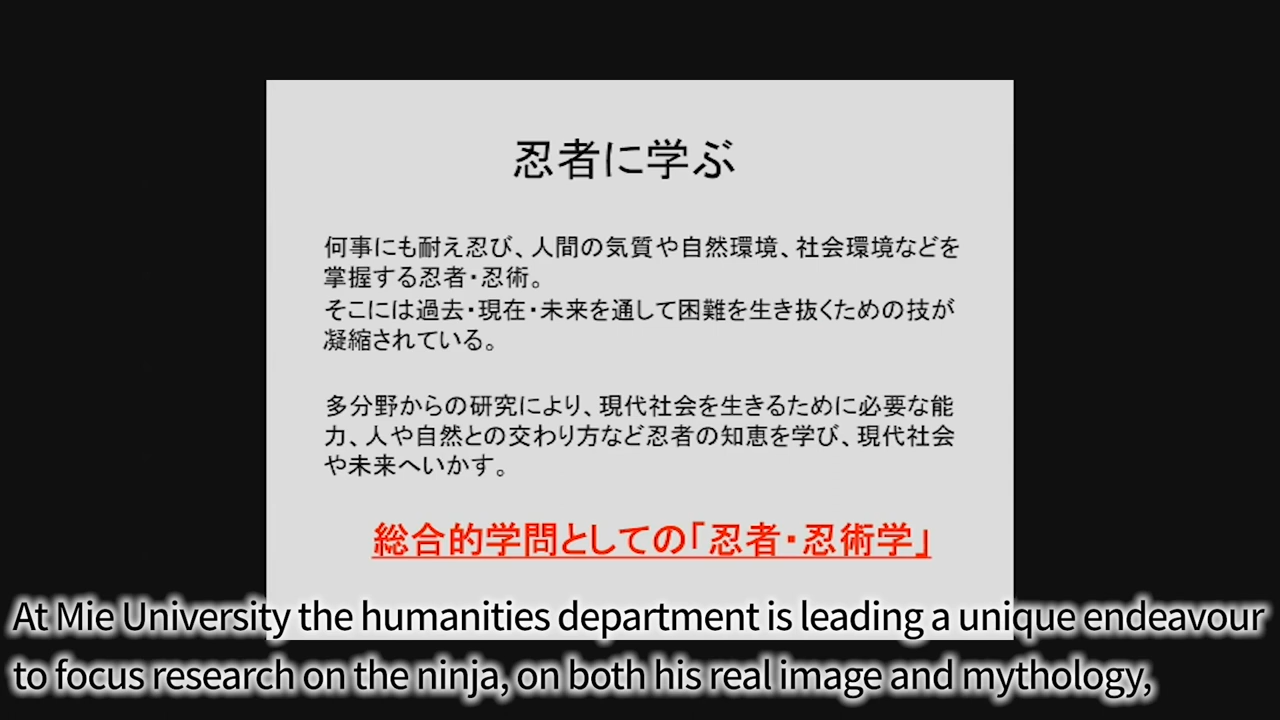 忍者に学ぶ
何事にも耐え忍び、人間の気質や自然環境、社会環境などを
掌握する忍者・忍術。
そこには過去・現在・未来を通して困難を生き抜くための技が
凝縮されている。
多分野からの研究により、現代社会を生きるために必要な能
力、人や自然との交わり方など忍者の知恵を学び、現代社会
や未来へいかす。
総合的学問としての「忍者・忍術学」
At Mie University the humanities department is leading a unique endeavour
to focus research on the ninja, on both his real image and mythology,